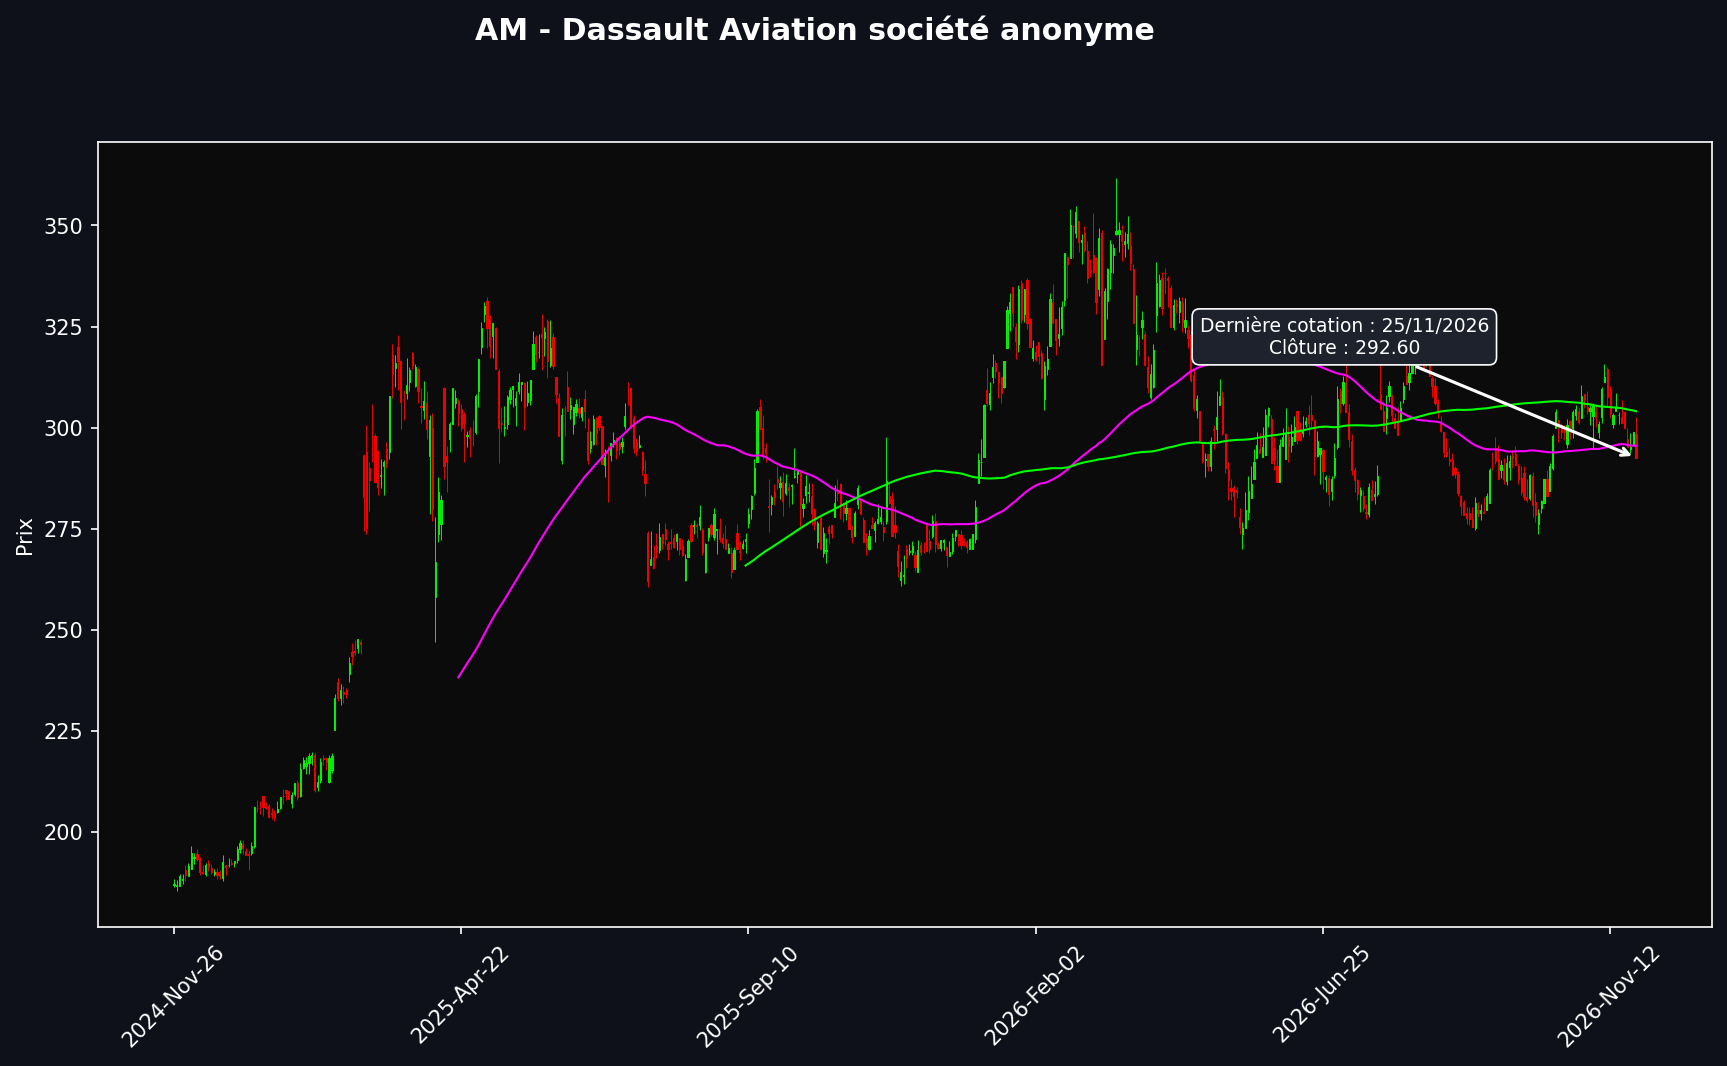 AM - Dassault Aviation société anonyme
350
325
300
275
250
225
200
Prix
Dernière cotation : 25/11/2026
Clôture : 292.60
2024-Nov-26
2025-Apr-22
2025-Sep-10
2026-Feb-02
2026-Jun-25
2026-Nov-12